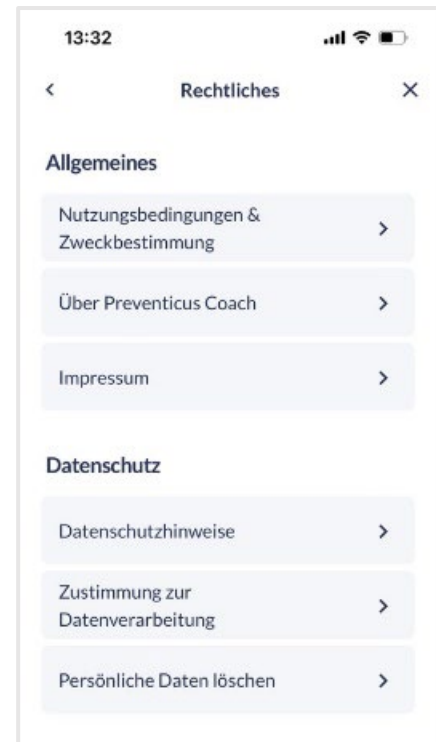 13:32
Rechtliches
Allgemeines
Nutzungsbedingungen &
Zweckbestimmung
Über Preventicus Coach
Impressum
Datenschutz
Datenschutzhinweise
Zustimmung zur
Datenverarbeitung
Persönliche Daten löschen